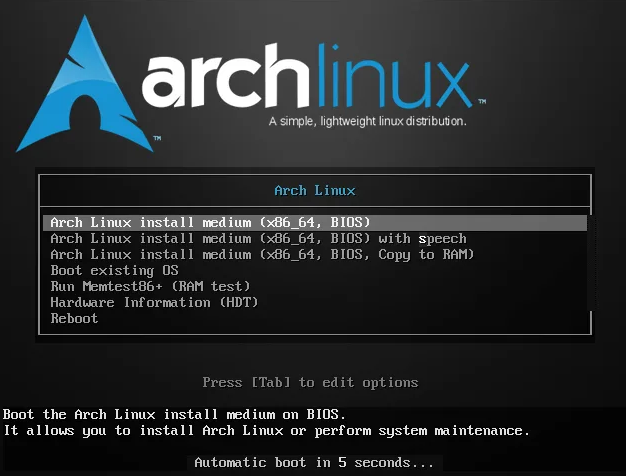 archlinux™
A simple, lightweight linux distribution.
™
Arch Linux
Arch Linux install medium (x86_64, BIOS)
Arch Linux install medium (x86_64, BIOS) with speech
Arch Linux install medium (x86_64, BIOS, Copy to RAM)
Boot existing OS
Run Memtest86+ (RAM test)
Hardware Information (HDT)
Reboot
Press [Tab] to edit options
Boot the Arch Linux install medium on BIOS.
It allows you to install Arch Linux or perform system maintenance.
Automatic boot in 5 seconds...